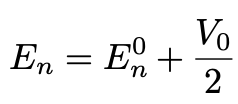 $E_n = E_n^0 + \frac{V_0}{2}$